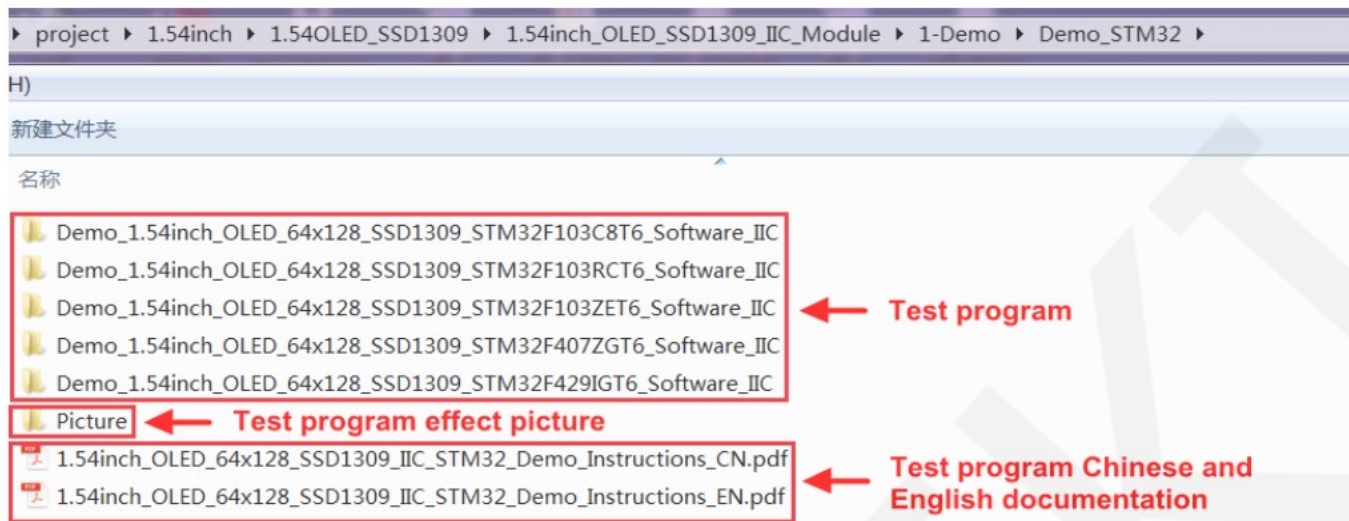 project ▸ 1.54inch ▸ 1.54OLED_SSD1309 ▸ 1.54inch_OLED_SSD1309_IIC_Module ▸ 1-Demo ▸ Demo_STM32 ▸
H)
新建文件夹
名称
Demo_1.54inch_OLED_64x128_SSD1309_STM32F103C8T6_Software_IIC
Demo_1.54inch_OLED_64x128_SSD1309_STM32F103RCT6_Software_IIC
Demo_1.54inch_OLED_64x128_SSD1309_STM32F103ZET6_Software_IIC
Test program
Demo_1.54inch_OLED_64x128_SSD1309_STM32F407ZGT6_Software_IIC
Demo_1.54inch_OLED_64x128_SSD1309_STM32F429IGT6_Software_IIC
Picture
Test program effect picture
1.54inch_OLED_64x128_SSD1309_IIC_STM32_Demo_Instructions_CN.pdf
1.54inch_OLED_64x128_SSD1309_IIC_STM32_Demo_Instructions_EN.pdf
Test program Chinese and
English documentation